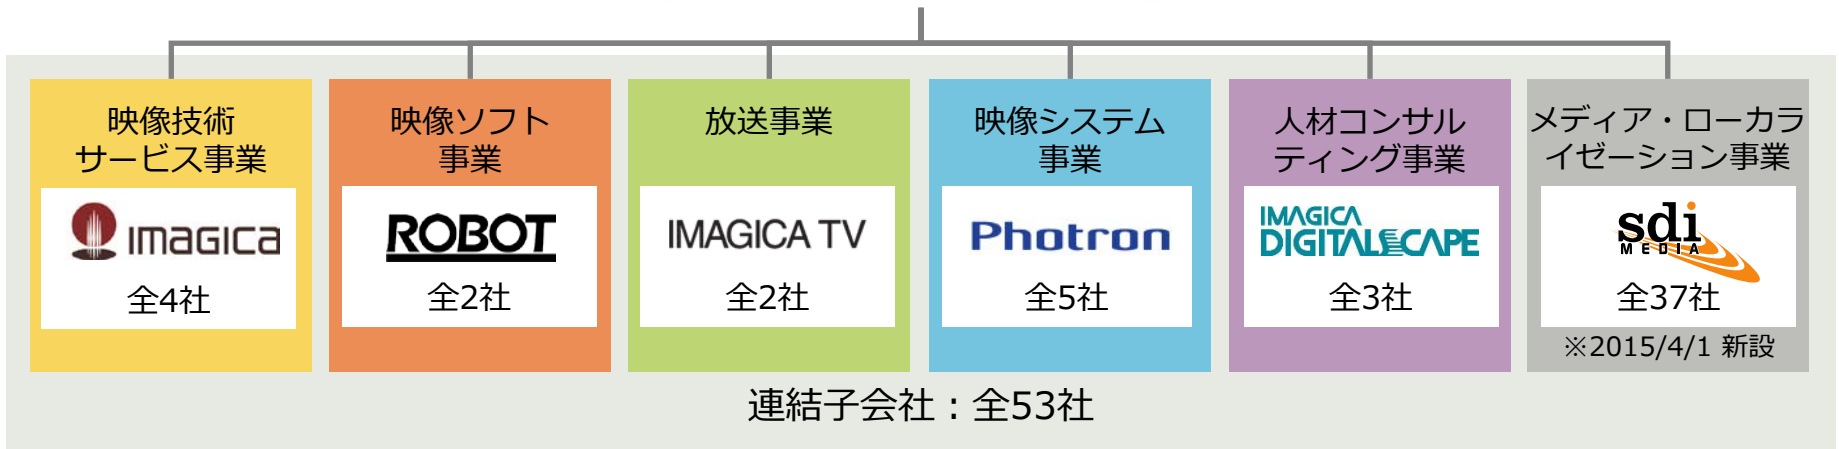 映像技術
サービス事業
IMAGICA
全4社
映像ソフト
事業
ROBOT
全2社
放送事業
IMAGICA TV
全2社
映像システム
事業
Photron
全5社
人材コンサル
ティング事業
IMAGICA
DIGITALSCAPE
全3社
メディア・ローカラ
イゼーション事業
sdi
MEDIA
全37社
※2015/4/1 新設
連結子会社：全53社